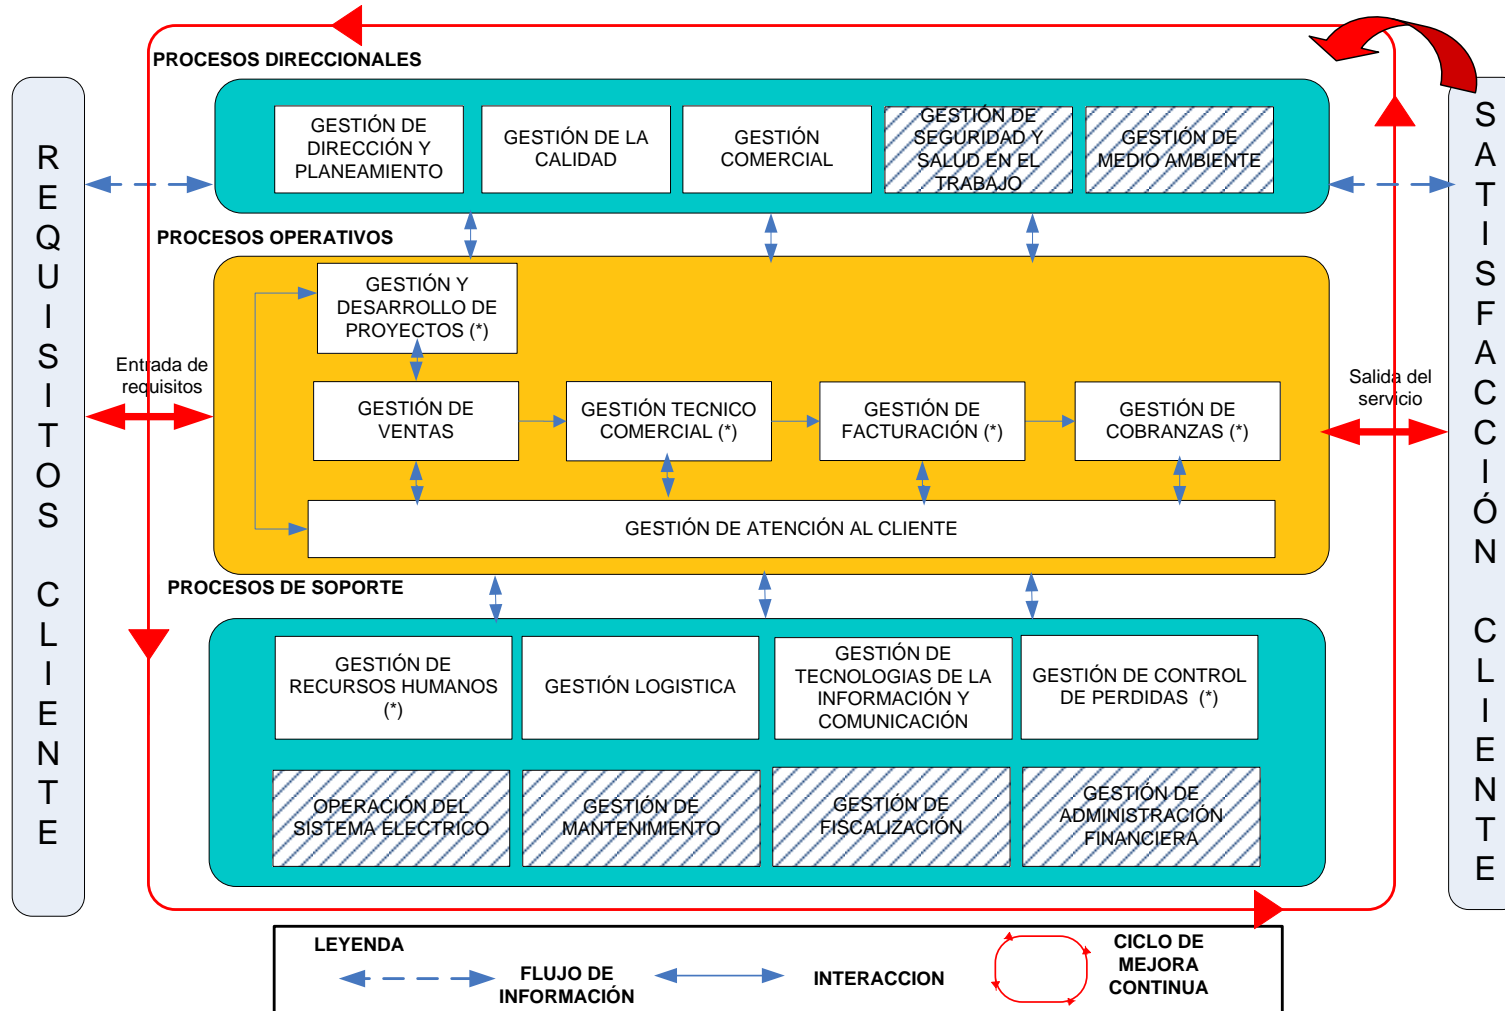 PROCESOS DIRECCIONALES
REQUISITOS CLIENTE
SATISFACCIÓN CLIENTE
GESTIÓN DE
DIRECCIÓN Y
PLANEAMIENTO
GESTIÓN DE LA
CALIDAD
GESTIÓN
COMERCIAL
GESTIÓN DE
SEGURIDAD Y
SALUD EN EL
TRABAJO
GESTIÓN DE
MEDIO AMBIENTE
PROCESOS OPERATIVOS
GESTIÓN Y
DESARROLLO DE
PROYECTOS (*)
Entrada de
requisitos
Salida del
servicio
GESTIÓN DE
VENTAS
GESTIÓN TECNICO
COMERCIAL (*)
GESTIÓN DE
FACTURACIÓN (*)
GESTIÓN DE
COBRANZAS (*)
GESTIÓN DE ATENCIÓN AL CLIENTE
PROCESOS DE SOPORTE
GESTIÓN DE
RECURSOS HUMANOS
(*)
GESTIÓN LOGISTICA
GESTIÓN DE
TECNOLOGIAS DE LA
INFORMACIÓN Y
COMUNICACIÓN
GESTIÓN DE CONTROL
DE PERDIDAS (*)
OPERACIÓN DEL
SISTEMA ELECTRICO
GESTIÓN DE
MANTENIMIENTO
GESTIÓN DE
FISCALIZACIÓN
GESTIÓN DE
ADMINISTRACIÓN
FINANCIERA
LEYENDA
FLUJO DE
INFORMACIÓN
INTERACCION
CICLO DE
MEJORA
CONTINUA